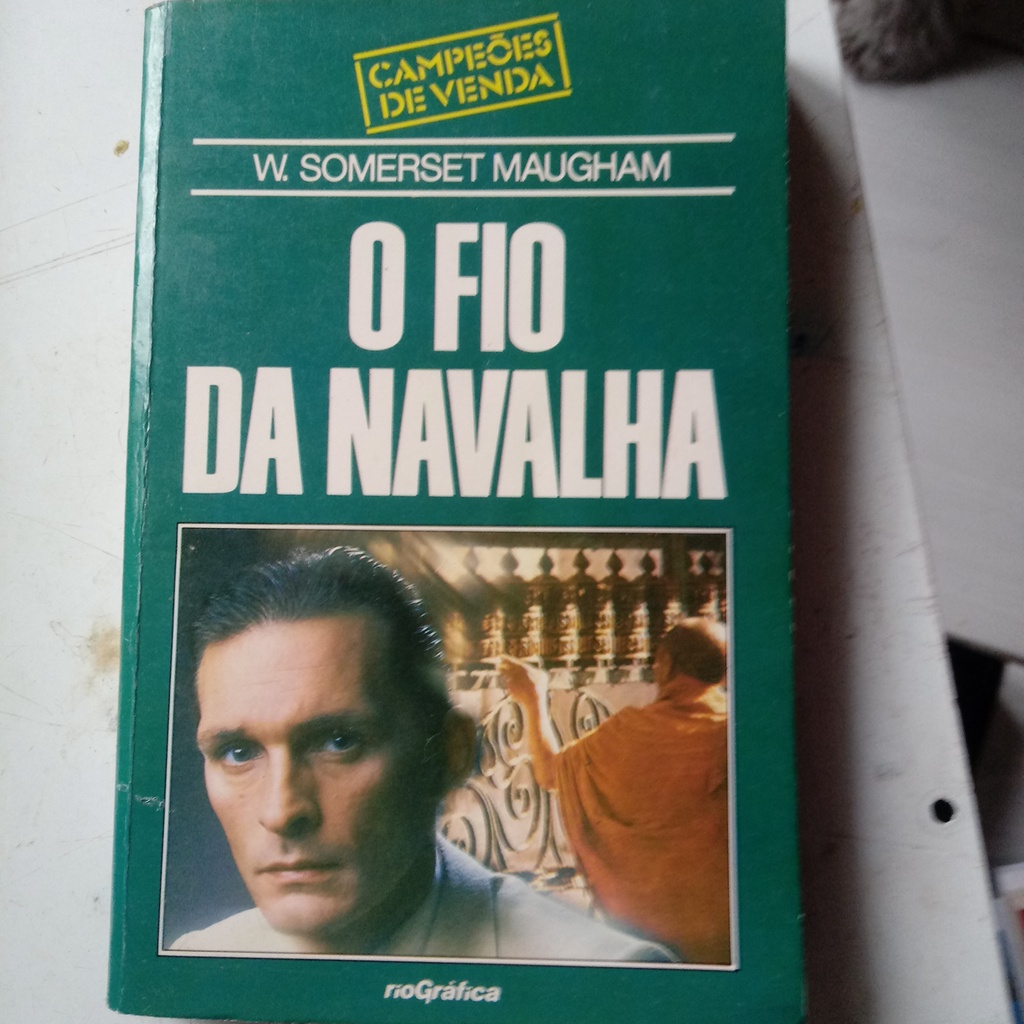 CAMPEÕES
DE VENDA
W. SOMERSET MAUGHAM
O FIO
DA NAVALHA
rioGráfica